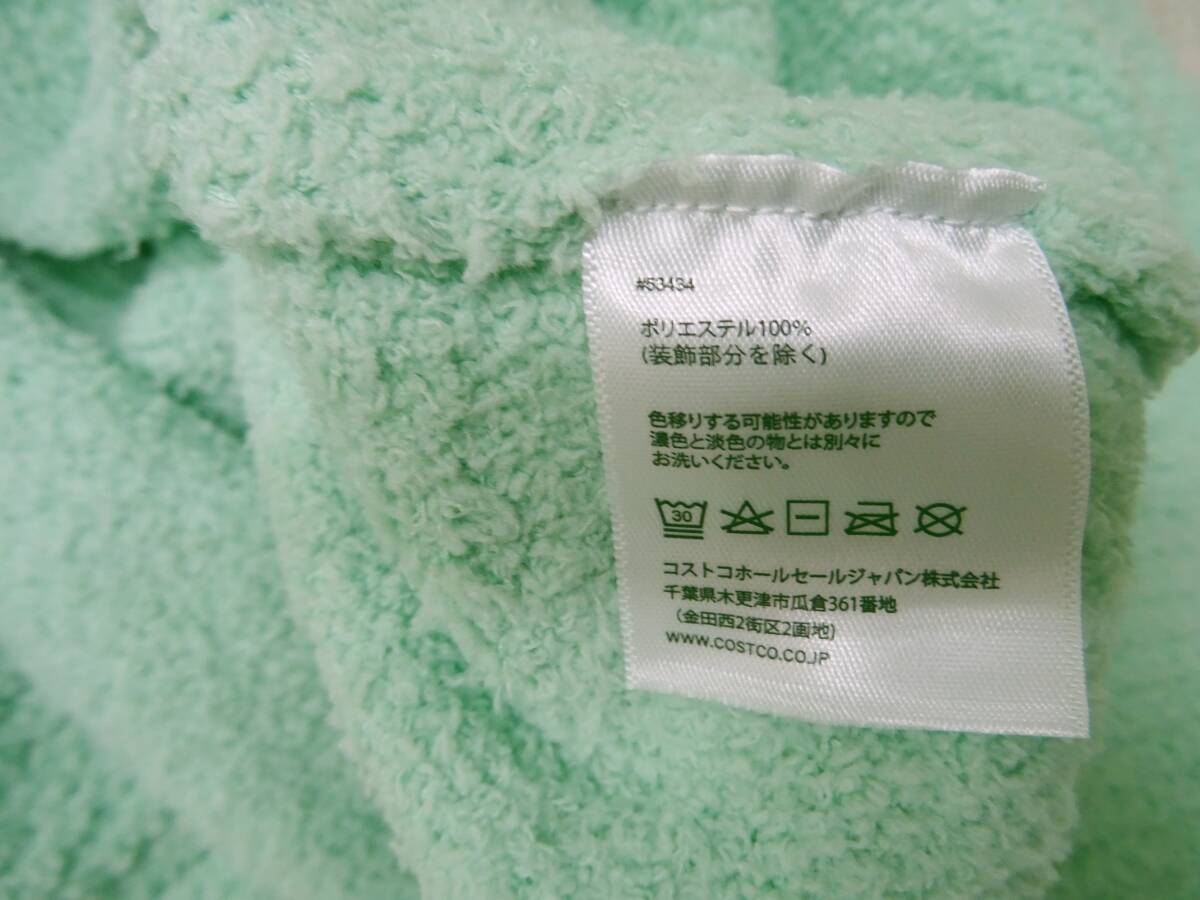 #53434
ポリエステル100%
(装飾部分を除く)
色移りする可能性がありますので
濃色と淡色の物とは別々に
お洗いください。
30
コストコホールセールジャパン株式会社
千葉県木更津市瓜倉361番地
(金田西2街区2画地)
WWW.COSTCO.CO.JP